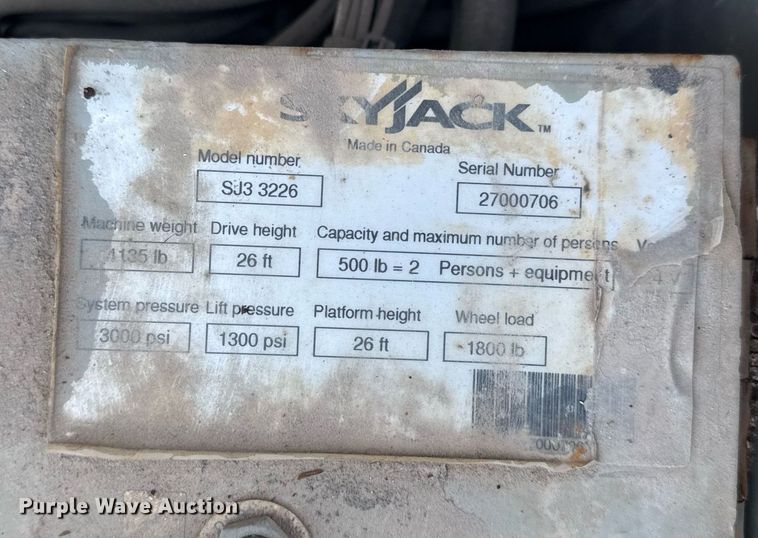 SKYJACK™
Made in Canada
Model number Serial Number
SJ3 3226 27000706
Machine weight Drive height Capacity and maximum number of persons
4135 lb 26 ft 500 lb = 2 Persons + equipment
System pressure Lift pressure Platform height Wheel load
3000 psi 1300 psi 26 ft 1800 lb
Purple Wave Auction